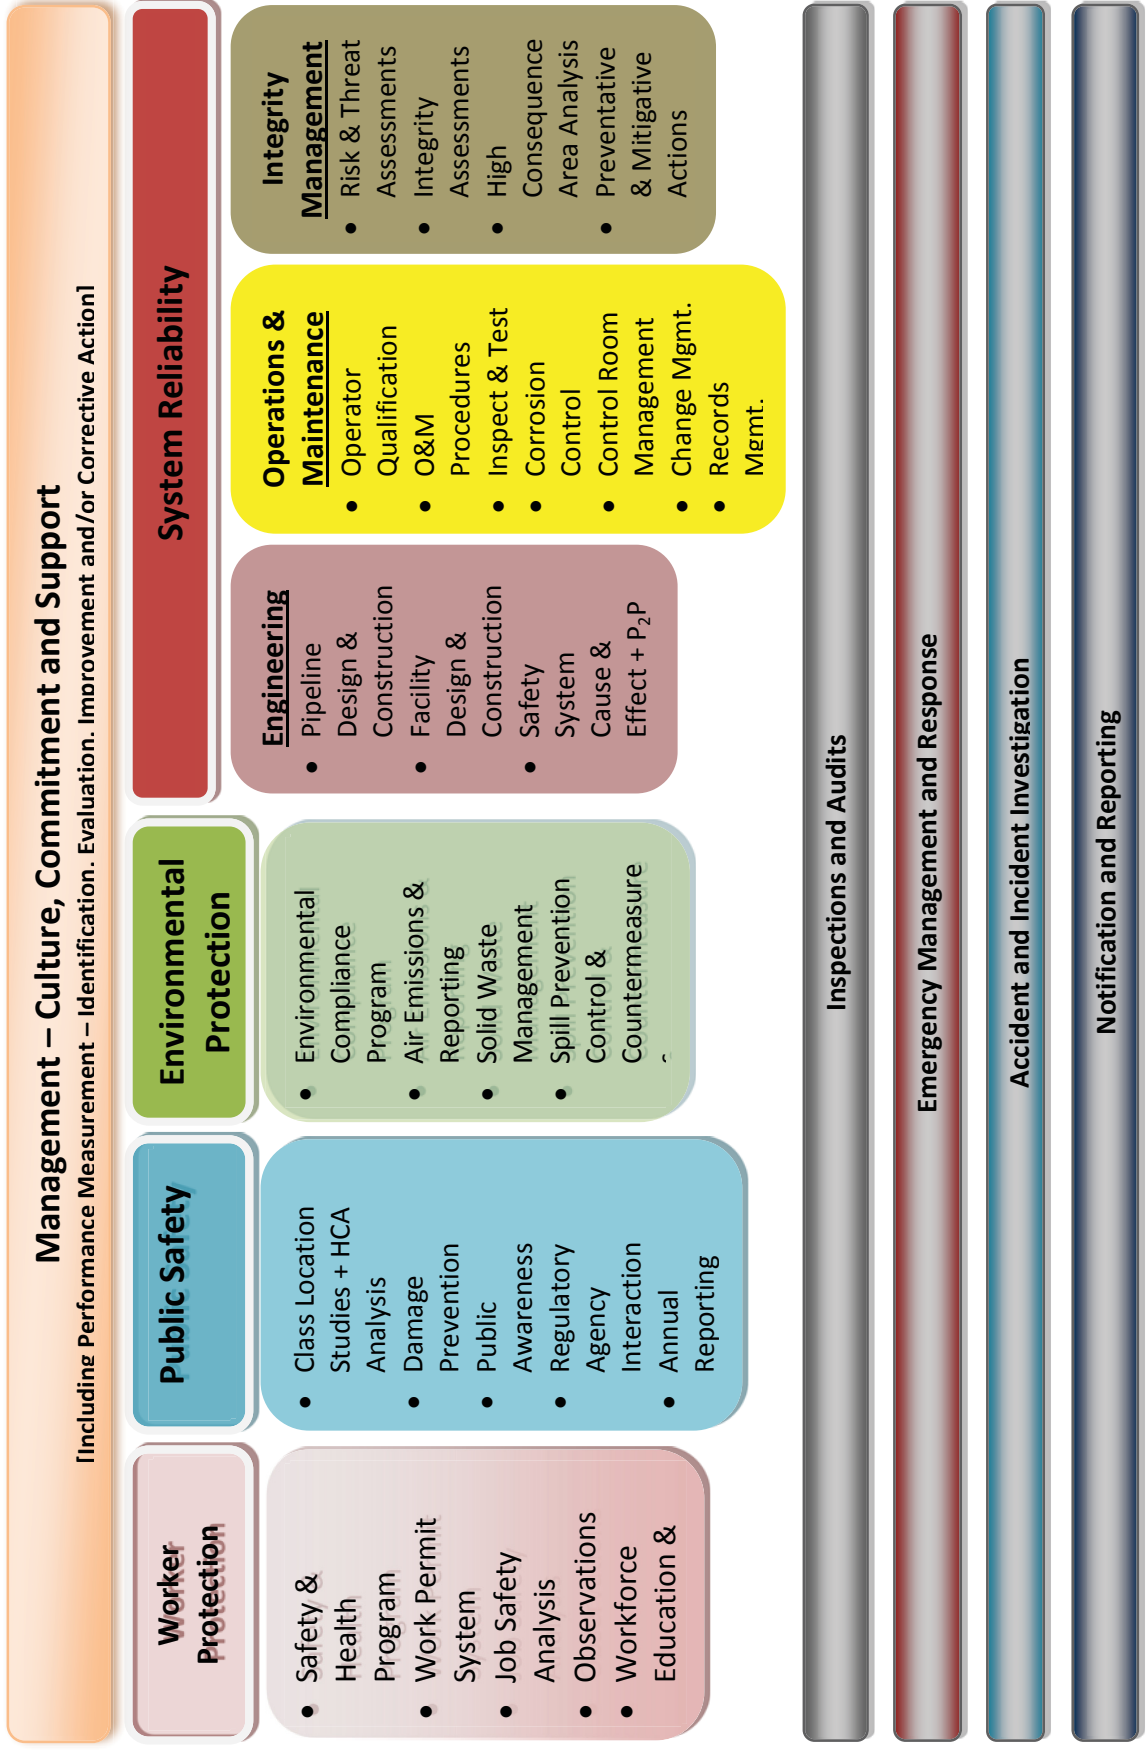 Management – Culture, Commitment and Support
[Including Performance Measurement – Identification, Evaluation, Improvement and/or Corrective Action]
Worker
Protection
• Safety &
Health
Program
• Work Permit
System
• Job Safety
Analysis
• Observations
• Workforce
Education &
Public Safety
• Class Location
Studies + HCA
Analysis
• Damage
Prevention
• Public
Awareness
• Regulatory
Agency
Interaction
• Annual
Reporting
Environmental
Protection
• Environmental
Compliance
Program
• Air Emissions &
Reporting
• Solid Waste
Management
• Spill Prevention
Control &
Countermeasure
System Reliability
Engineering
• Pipeline
Design &
Construction
• Facility
Design &
Construction
• Safety
System
Cause &
Effect + P₂P
Operations &
Maintenance
• Operator
Qualification
• O&M
Procedures
• Inspect & Test
• Corrosion
Control
• Control Room
Management
• Change Mgmt.
• Records
Mgmt.
Integrity
Management
• Risk & Threat
Assessments
• Integrity
Assessments
• High
Consequence
Area Analysis
• Preventative
& Mitigative
Actions
Inspections and Audits
Emergency Management and Response
Accident and Incident Investigation
Notification and Reporting